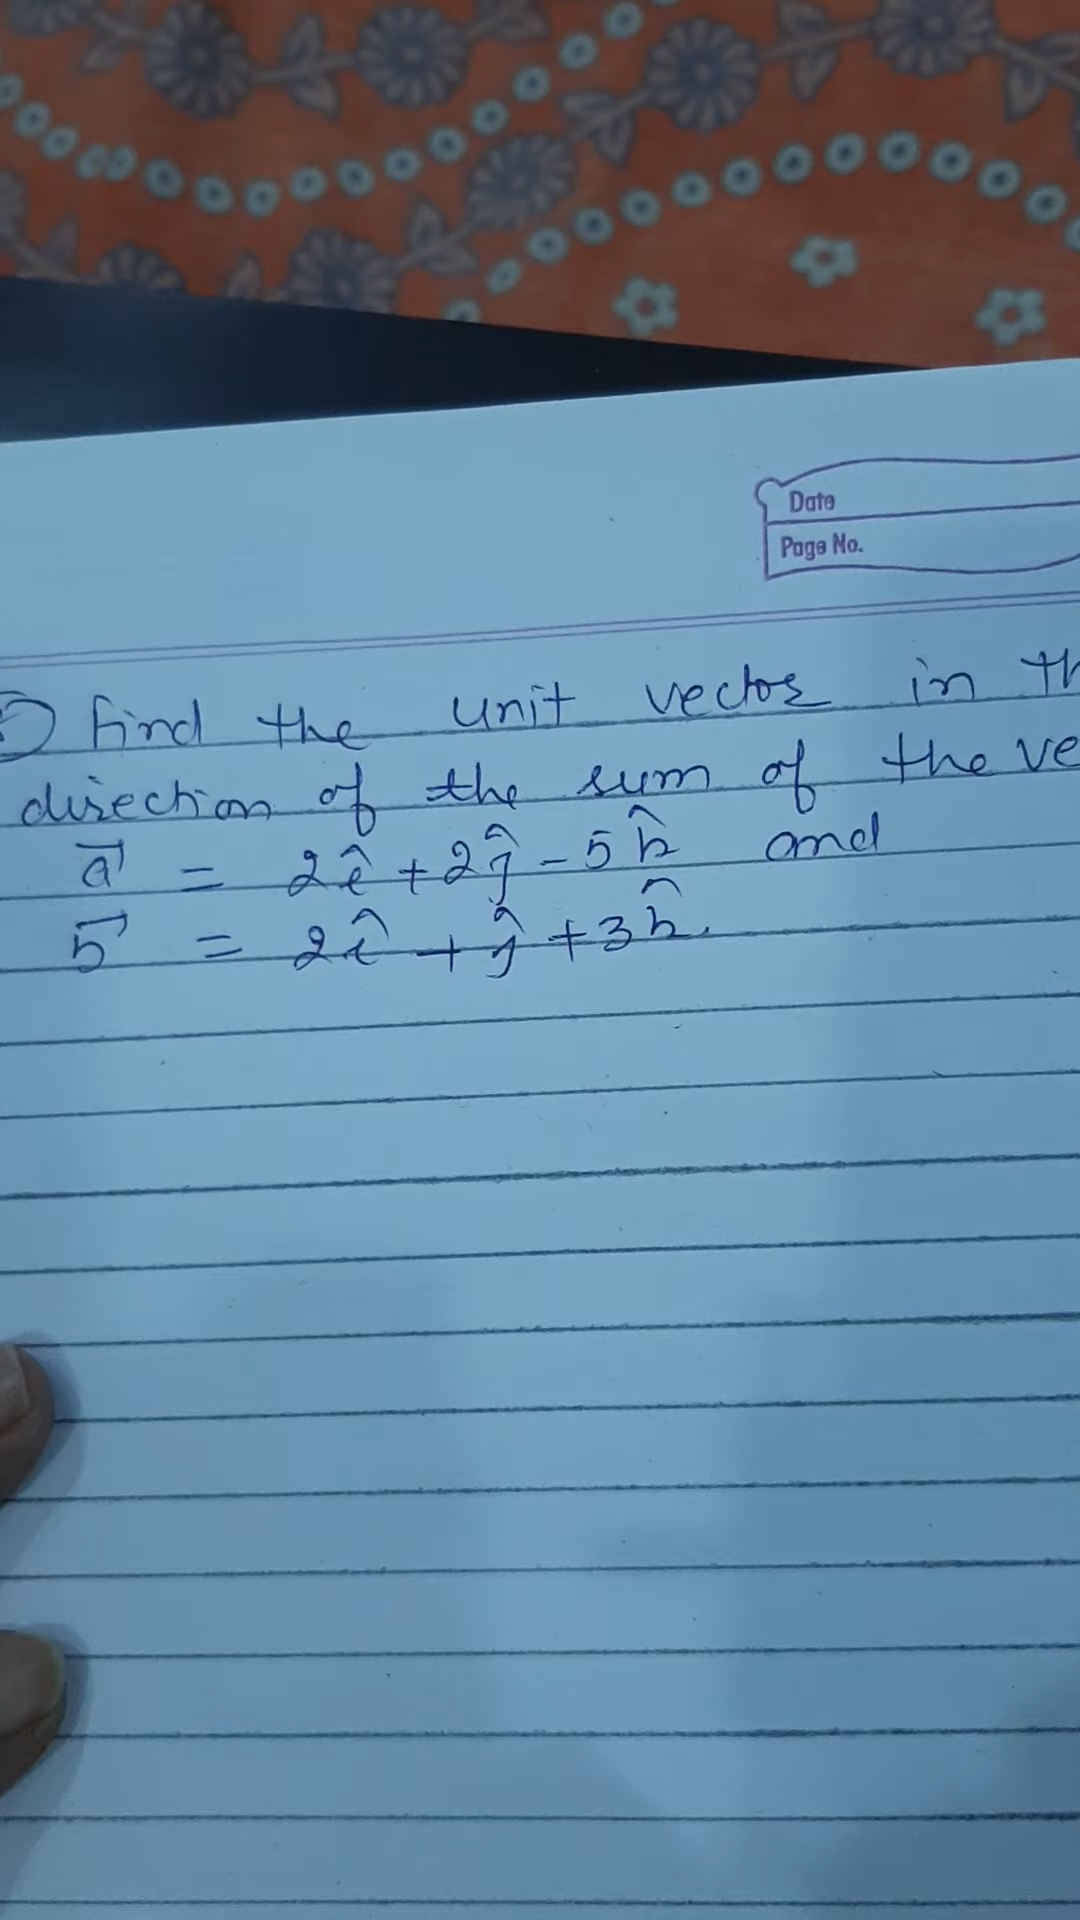 Date
Page No.
Find the unit vector in th
direction of the sum of the ve
a⃗ = 2î + 2ĵ - 5k̂ and
b⃗ = 2î + ĵ + 3k̂.